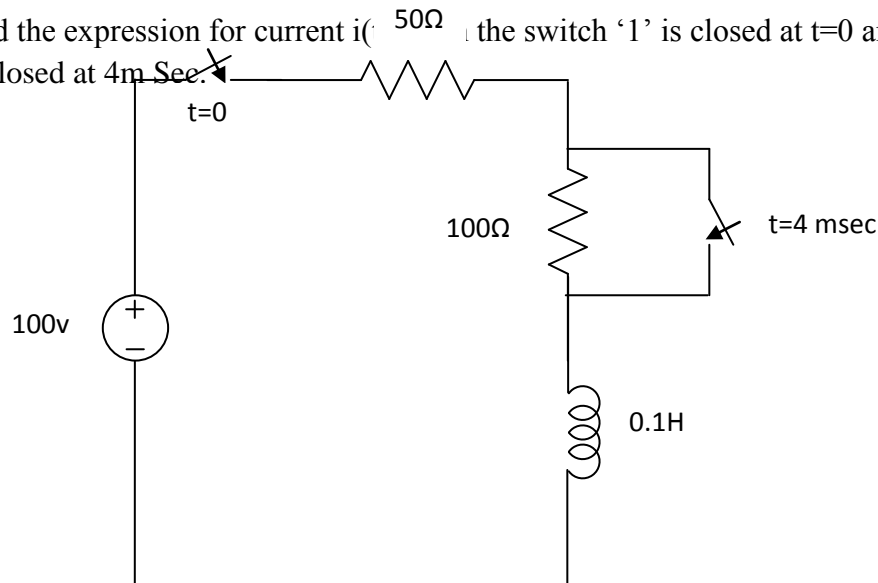 d the expression for current i( 50Ω the switch ‘1’ is closed at t=0 a
losed at 4m Sec.
t=0
100Ω
t=4 msec
100v
+
—
0.1H